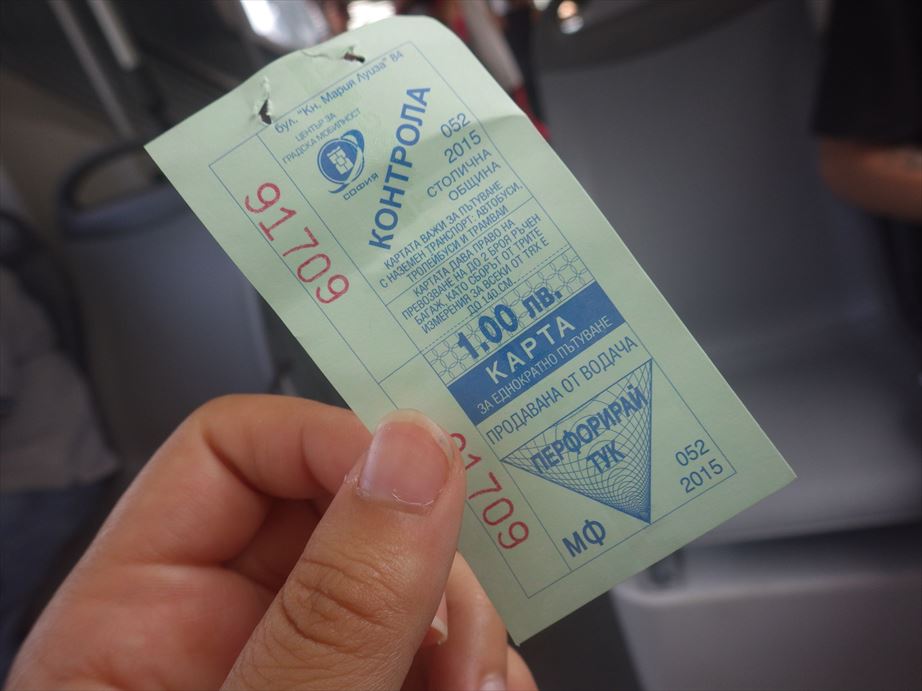 бул. "Кн. Мария Луиза" 84
ЦЕНТЪР ЗА
ГРАДСКА МОБИЛНОСТ
СОФИЯ
КОНТРОЛА
052
2015
СТОЛИЧНА
ОБЩИНА
91709
КАРТАТА ВАЖИ ЗА ПЪТУВАНЕ
С НАЗЕМЕН ТРАНСПОРТ: АВТОБУСИ,
ТРОЛЕЙБУСИ И ТРАМВАИ
КАРТАТА ДАВА ПРАВО НА
ПРЕВОЗВАНЕ НА ДО 2 БРОЯ РЪЧЕН
БАГАЖ, КАТО СБОРЪТ ОТ ТРИТЕ
ИЗМЕРЕНИЯ ЗА ВСЕКИ ОТ ТЯХ Е
ДО 140 СМ.
1.00 лв.
КАРТА
ЗА ЕДНОКРАТНО ПЪТУВАНЕ
ПРОДАВАНА ОТ ВОДАЧА
ПЕРФОРИРАЙ
ТУК
91709
052
2015
МФ